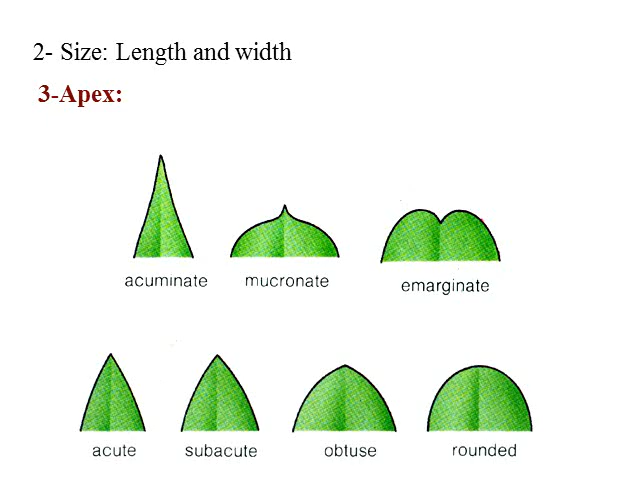 2- Size: Length and width
3-Apex:
acuminate mucronate emarginate
acute subacute obtuse rounded